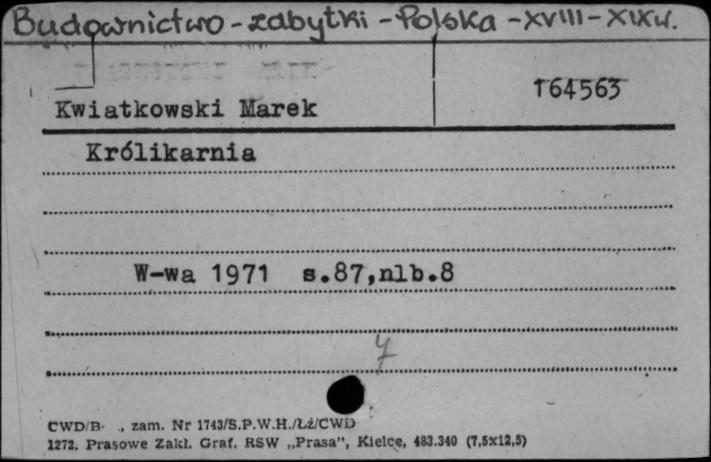 Budownictwo - zabytki - Polska - XVIII - XIX w.
T64563
Kwiatkowski Marek
Królikarnia
W-wa 1971 s.87,nlb.8
7
CWD/B- ., zam. Nr 1743/S.P.W.H./Łż/CWD
1272. Prasowe Zakł. Graf. RSW „Prasa”, Kielce, 483.340 (7,5x12,5)